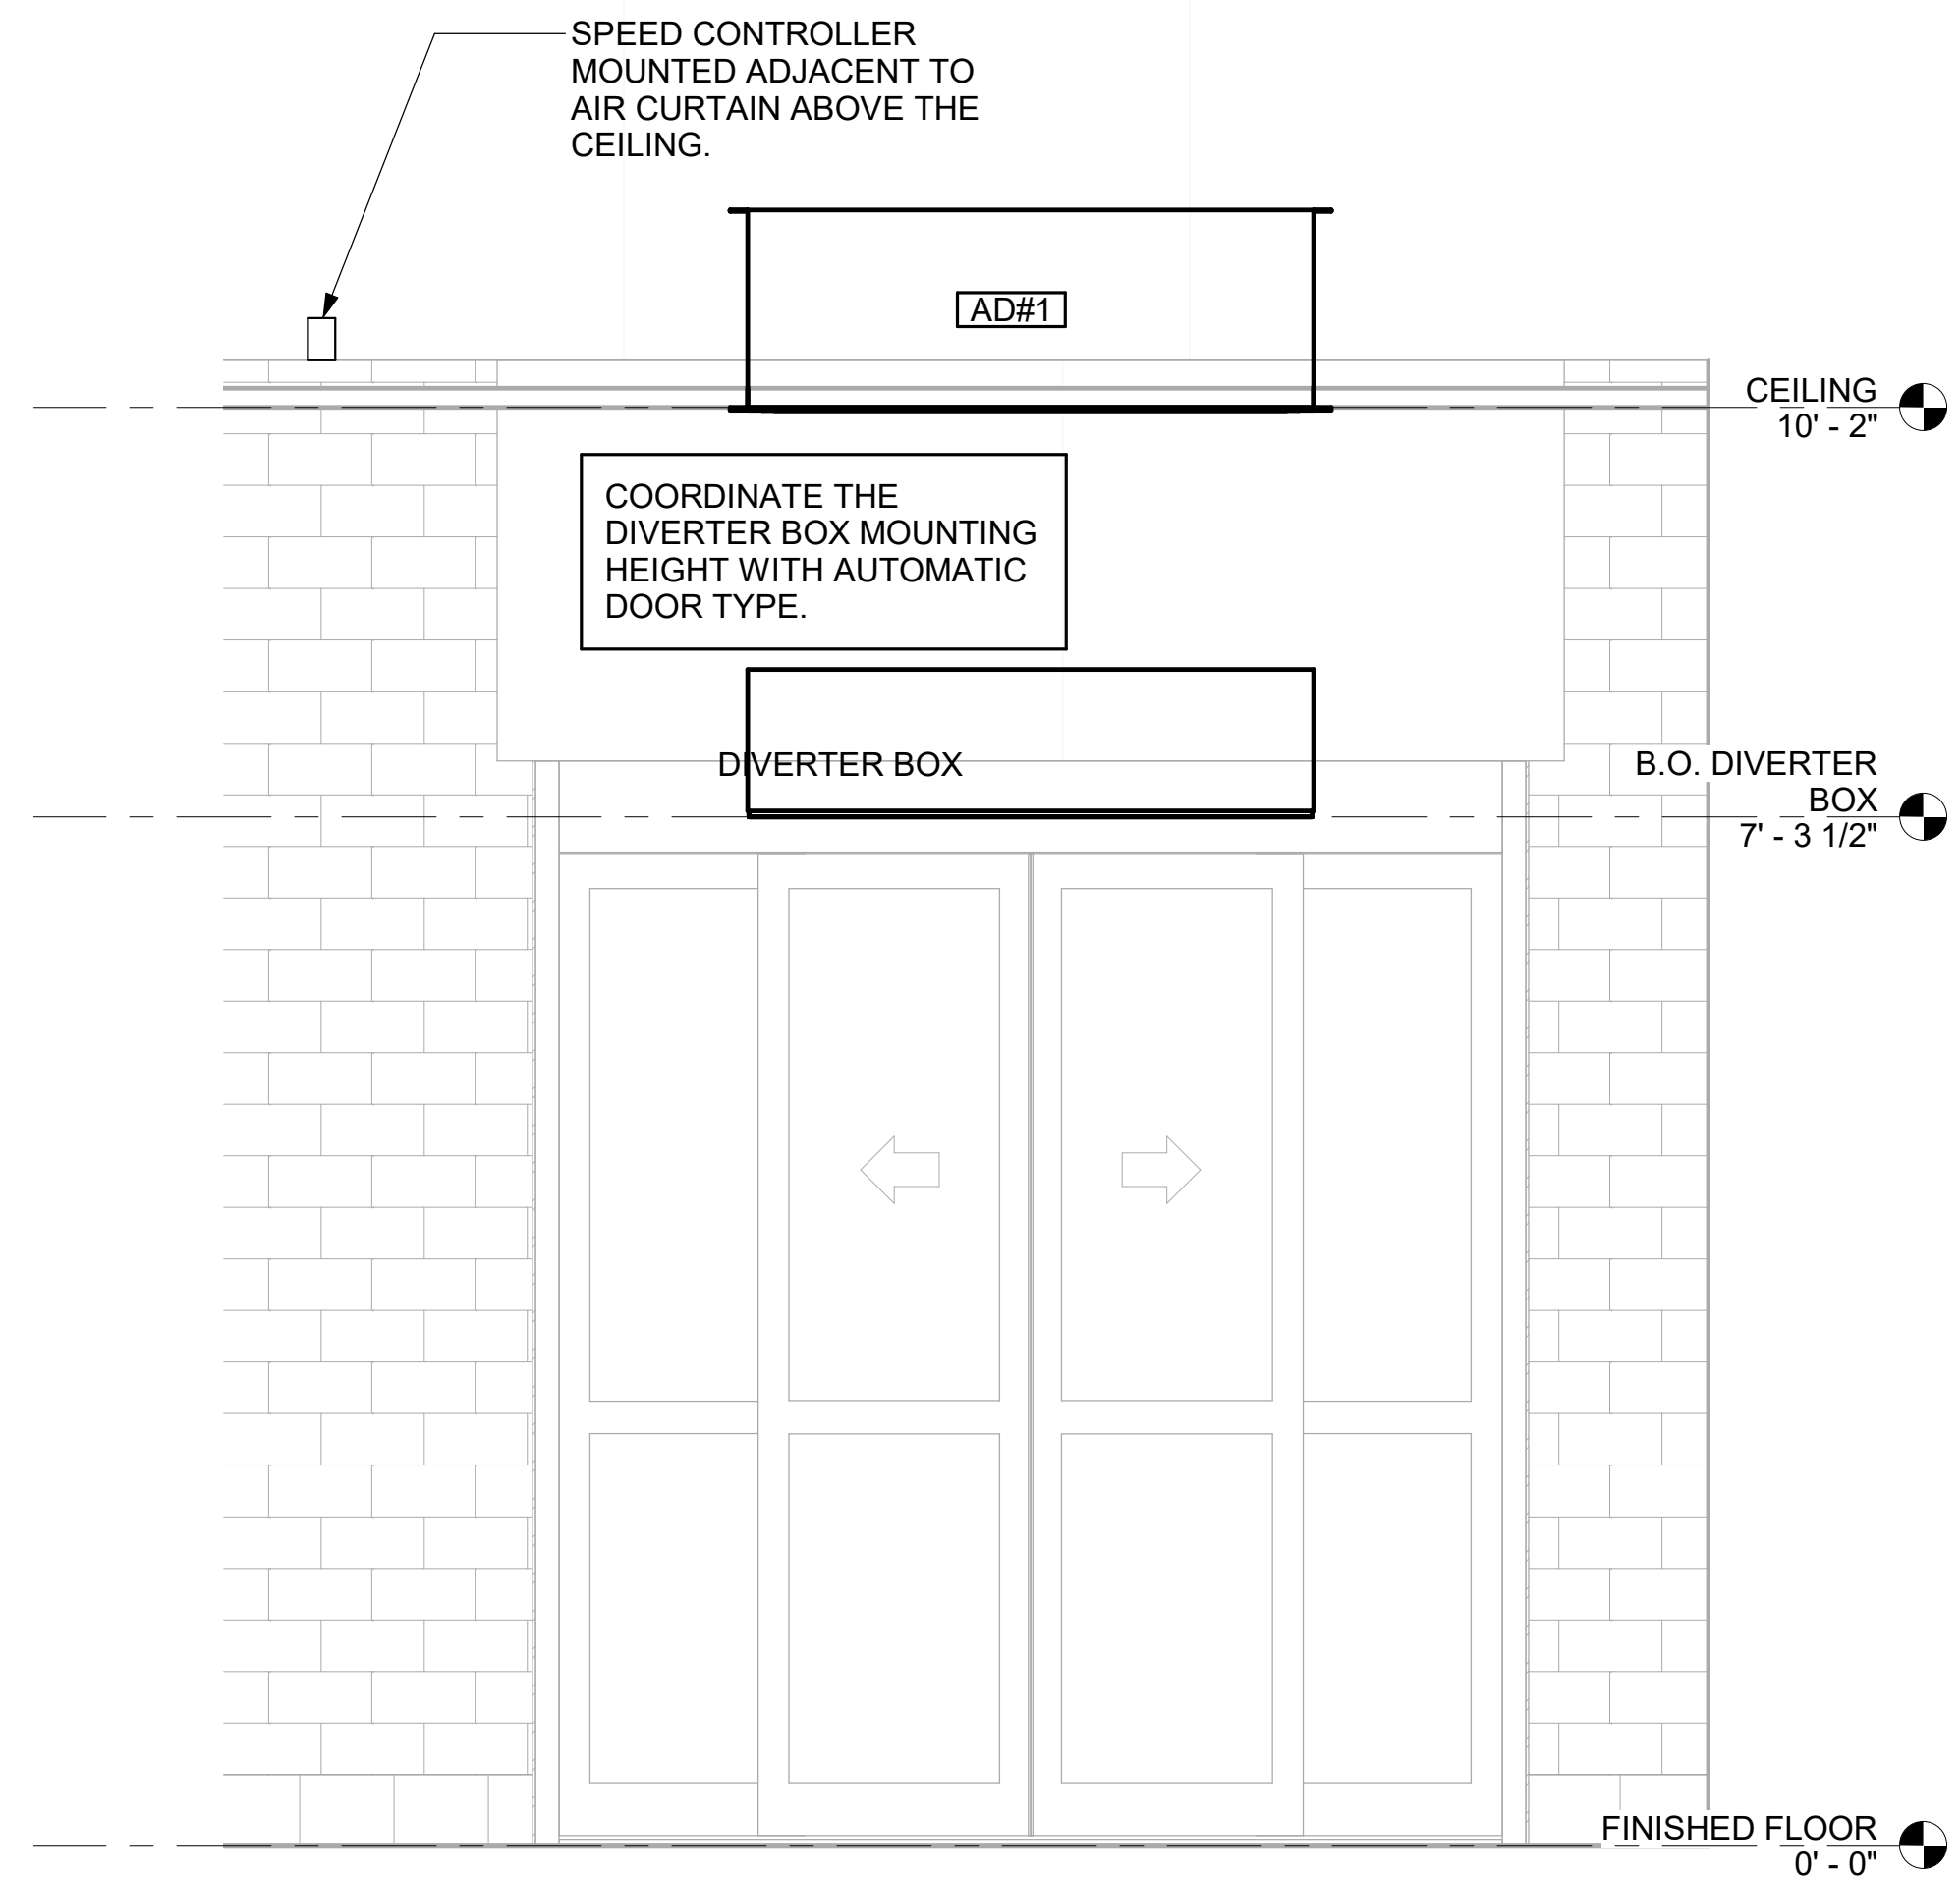 SPEED CONTROLLER
MOUNTED ADJACENT TO
AIR CURTAIN ABOVE THE
CEILING.
AD#1
CEILING
10' - 2"
COORDINATE THE
DIVERTER BOX MOUNTING
HEIGHT WITH AUTOMATIC
DOOR TYPE.
DIVERTER BOX
B.O. DIVERTER
BOX
7' - 3 1/2"
FINISHED FLOOR
0' - 0"